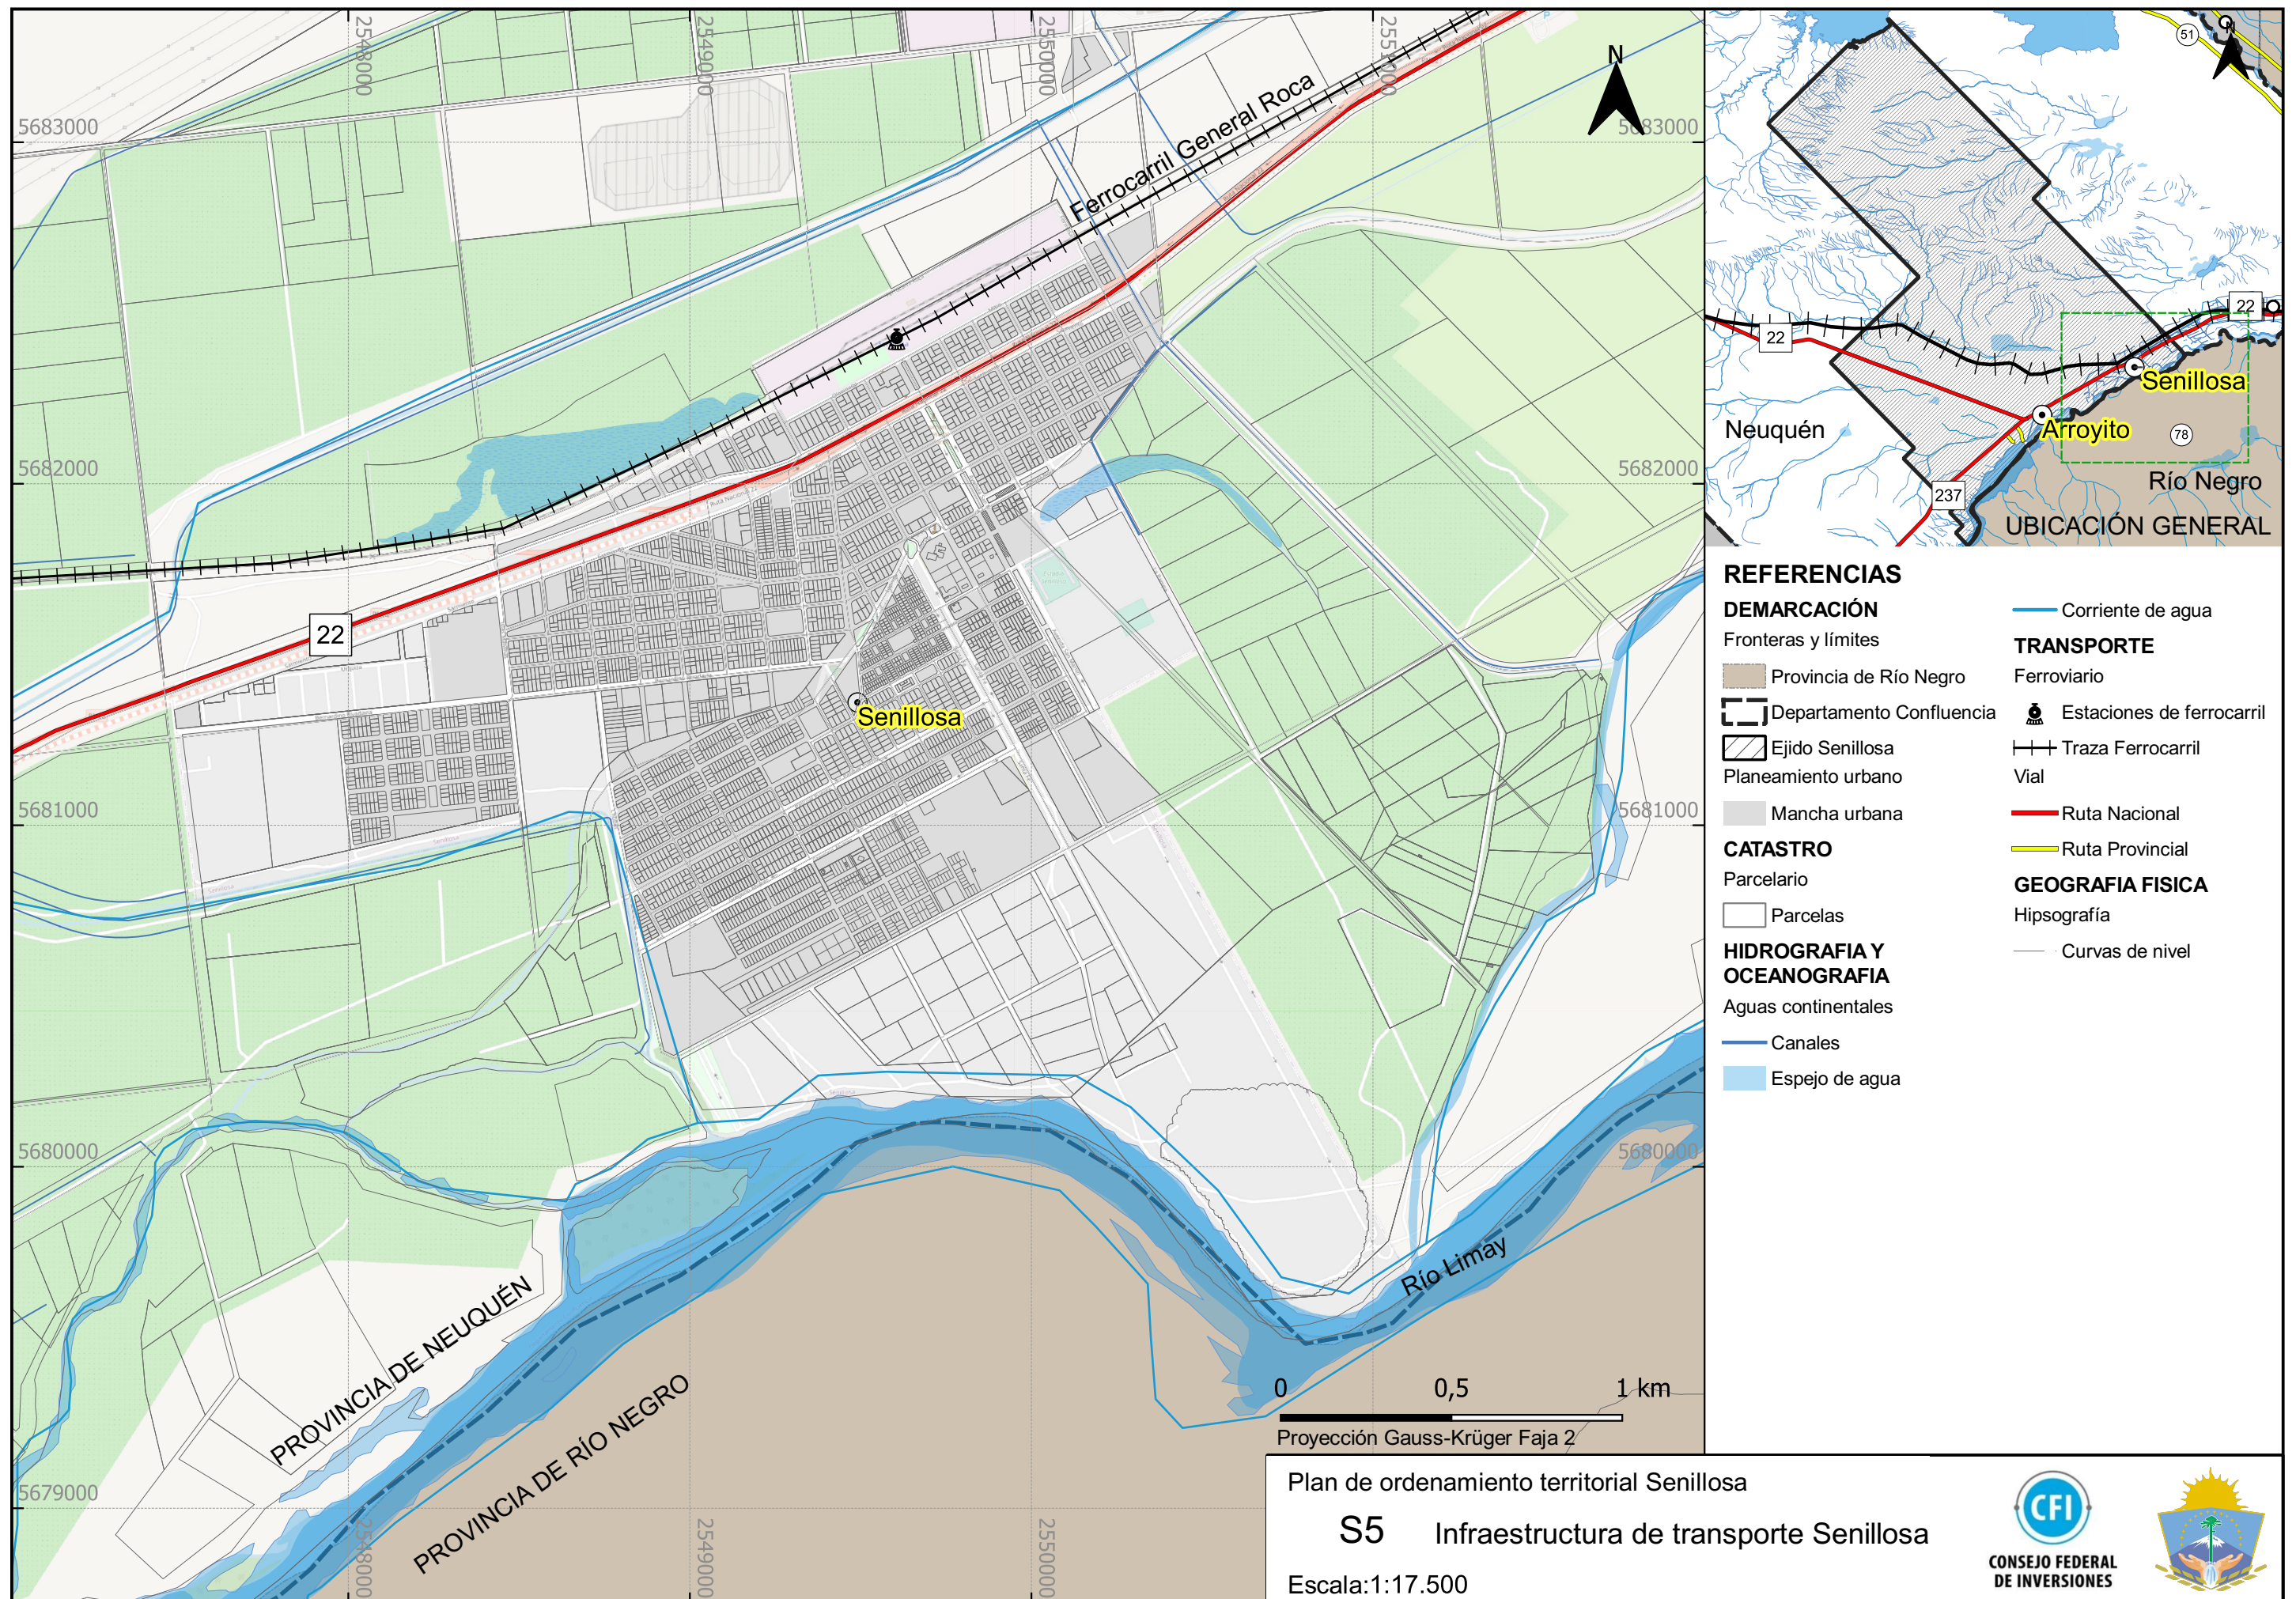 2548000
2549000
2550000
5683000
5683000
N
Ferrocarril General Roca
5682000
5682000
22
Senillosa
5681000
5681000
5680000
5680000
Río Limay
PROVINCIA DE NEUQUÉN
PROVINCIA DE RÍO NEGRO
5679000
2548000
2549000
2550000
0 0,5 1 km
Proyección Gauss-Krüger Faja 2
51
N
22
22
Senillosa
Neuquén
Arroyito
78
Río Negro
237
UBICACIÓN GENERAL
REFERENCIAS
DEMARCACIÓN
Fronteras y límites
Provincia de Río Negro
Departamento Confluencia
Ejido Senillosa
Planeamiento urbano
Mancha urbana
CATASTRO
Parcelario
Parcelas
HIDROGRAFIA Y
OCEANOGRAFIA
Aguas continentales
Canales
Espejo de agua
Corriente de agua
TRANSPORTE
Ferroviario
Estaciones de ferrocarril
Traza Ferrocarril
Vial
Ruta Nacional
Ruta Provincial
GEOGRAFIA FISICA
Hipsografía
Curvas de nivel
Plan de ordenamiento territorial Senillosa
S5 Infraestructura de transporte Senillosa
Escala:1:17.500
CFI
CONSEJO FEDERAL
DE INVERSIONES